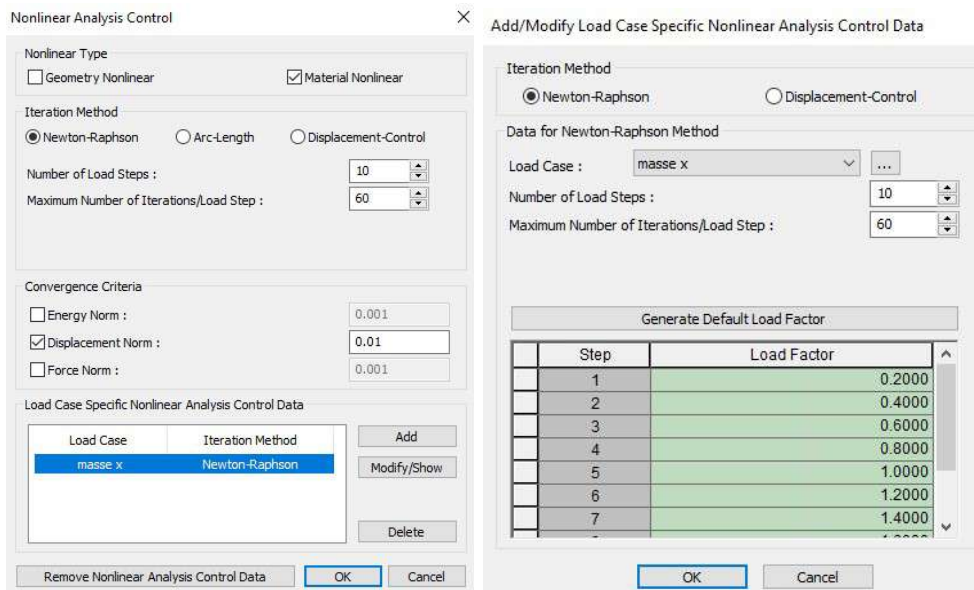 Nonlinear Analysis Control
Nonlinear Type
Geometry Nonlinear
Material Nonlinear
Iteration Method
Newton-Raphson
Arc-Length
Displacement-Control
Number of Load Steps :
10
Maximum Number of Iterations/Load Step :
60
Convergence Criteria
Energy Norm :
0.001
Displacement Norm :
0.01
Force Norm :
0.001
Load Case Specific Nonlinear Analysis Control Data
Load Case
Iteration Method
masse x
Newton-Raphson
Add
Modify/Show
Delete
Remove Nonlinear Analysis Control Data
OK
Cancel
Add/Modify Load Case Specific Nonlinear Analysis Control Data
Iteration Method
Newton-Raphson
Displacement-Control
Data for Newton-Raphson Method
Load Case :
masse x
...
Number of Load Steps :
10
Maximum Number of Iterations/Load Step :
60
Generate Default Load Factor
Step
Load Factor
1
0.2000
2
0.4000
3
0.6000
4
0.8000
5
1.0000
6
1.2000
7
1.4000
OK
Cancel